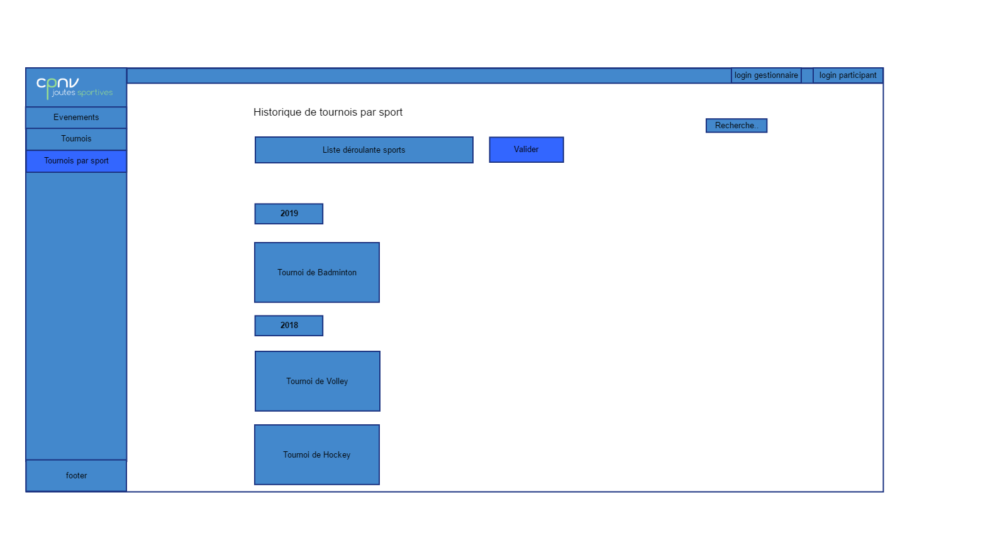 cpnv
joutes sportives
login gestionnaire
login participant
Evenements
Tournois
Tournois par sport
footer
Historique de tournois par sport
Recherche..
Liste déroulante sports
Valider
2019
Tournoi de Badminton
2018
Tournoi de Volley
Tournoi de Hockey